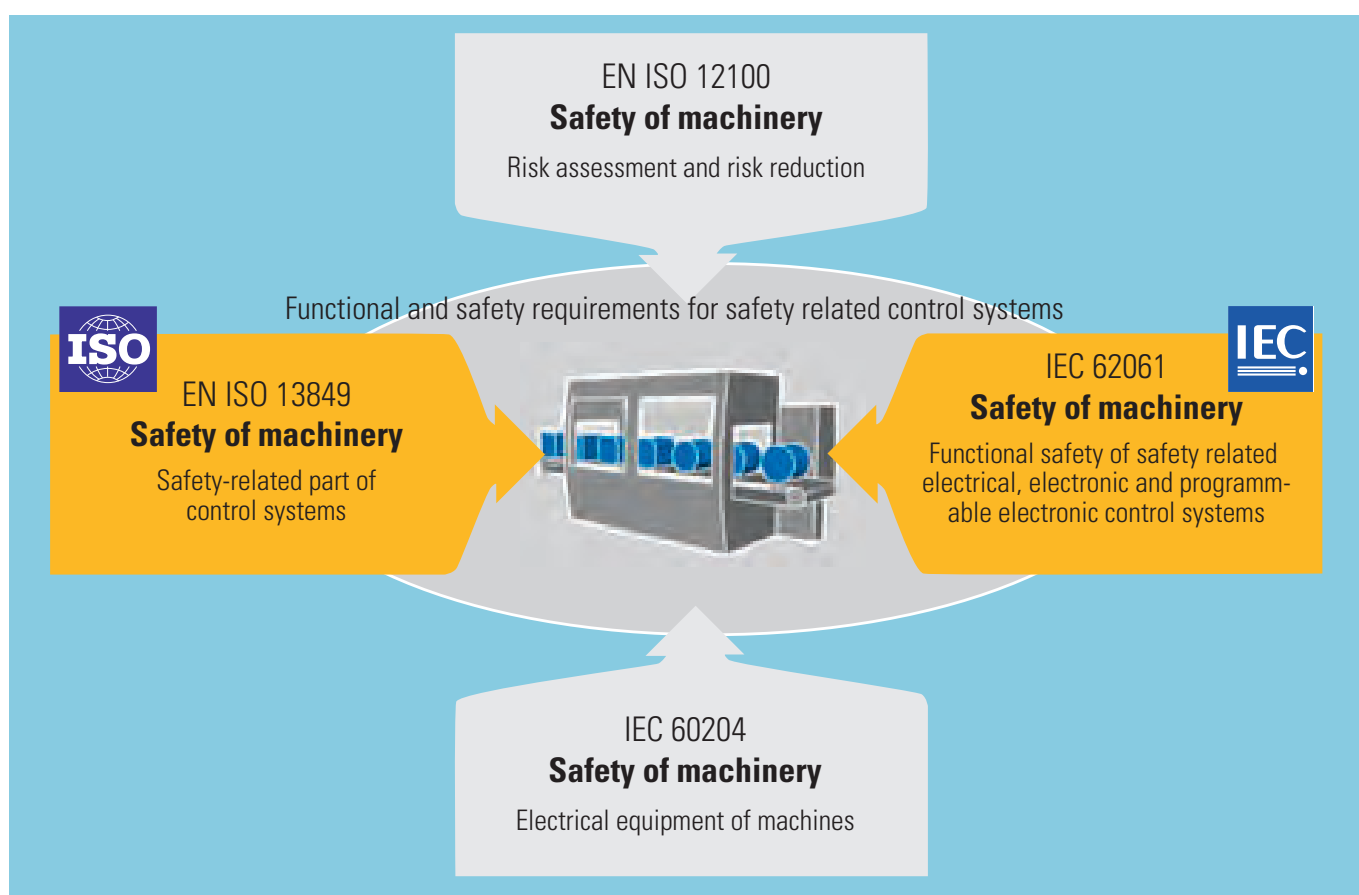 EN ISO 12100
Safety of machinery
Risk assessment and risk reduction
Functional and safety requirements for safety related control systems
ISO
EN ISO 13849
Safety of machinery
Safety-related part of
control systems
IEC
IEC 62061
Safety of machinery
Functional safety of safety related
electrical, electronic and programm-
able electronic control systems
IEC 60204
Safety of machinery
Electrical equipment of machines